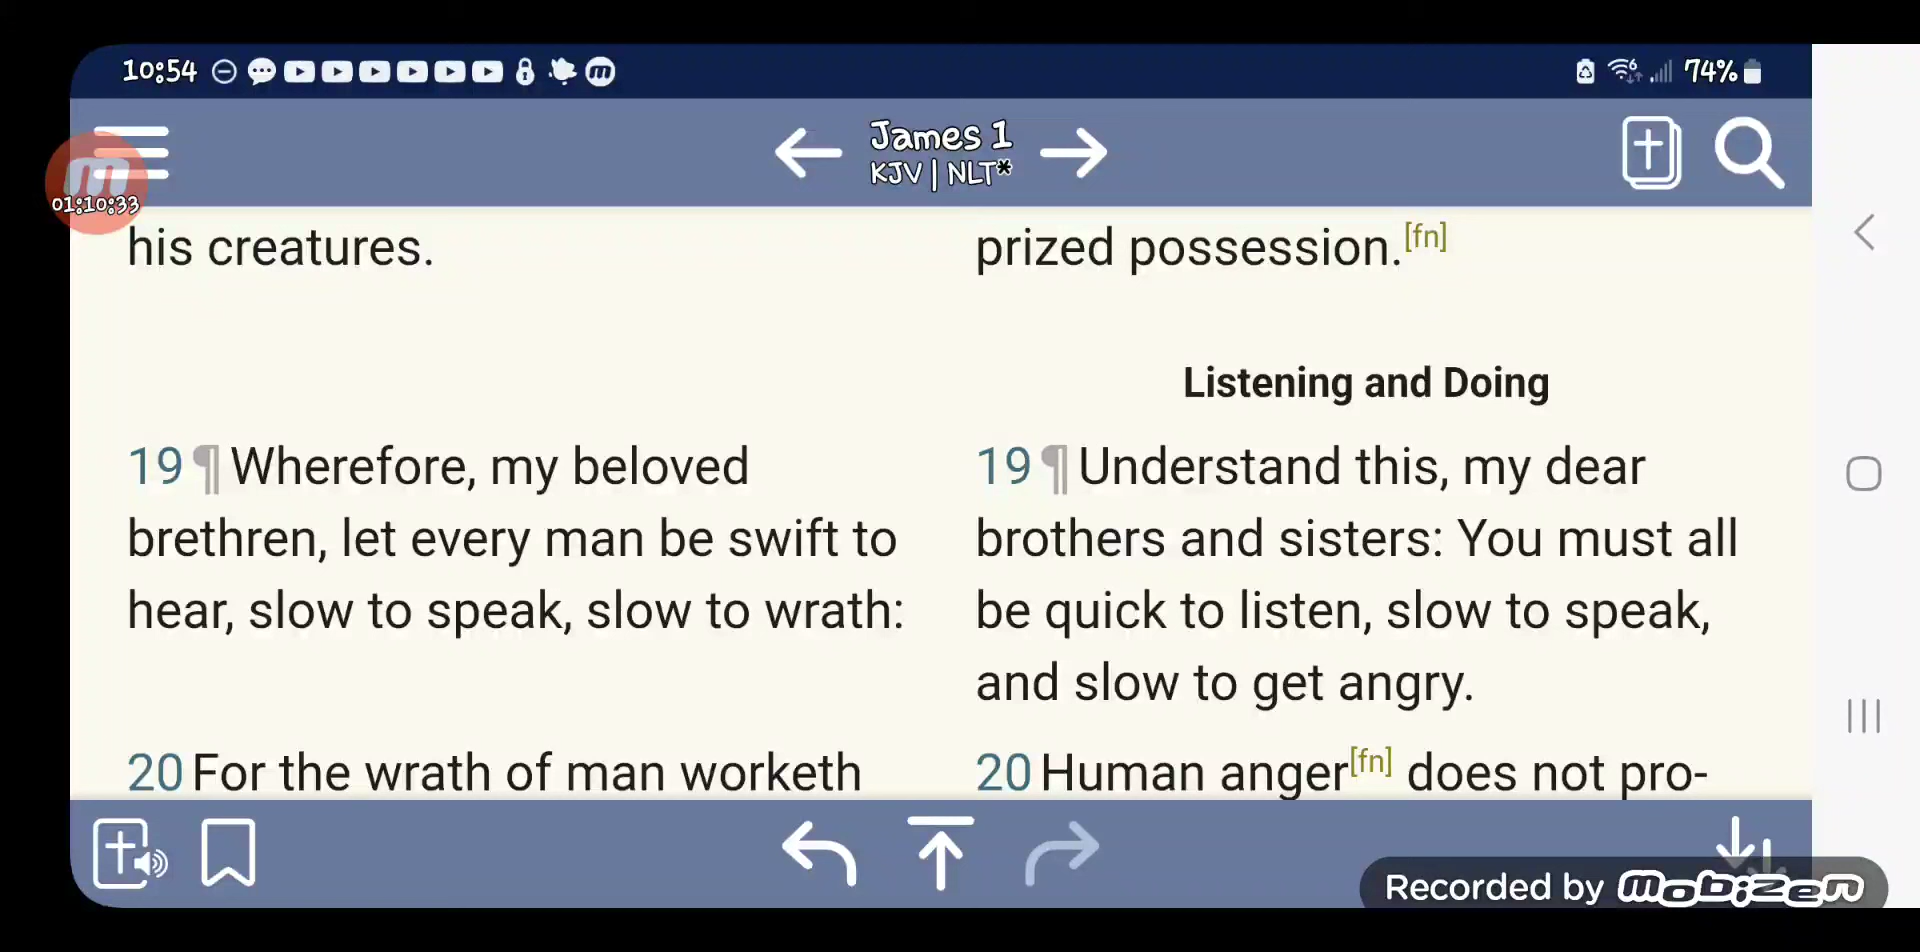 10:54
74%
James 1
KJV | NLT*
01:10:33
his creatures.
19 ¶ Wherefore, my beloved
brethren, let every man be swift to
hear, slow to speak, slow to wrath:
20 For the wrath of man worketh
prized possession.[fn]
Listening and Doing
19 ¶ Understand this, my dear
brothers and sisters: You must all
be quick to listen, slow to speak,
and slow to get angry.
20 Human anger[fn] does not pro-
Recorded by Mobizen